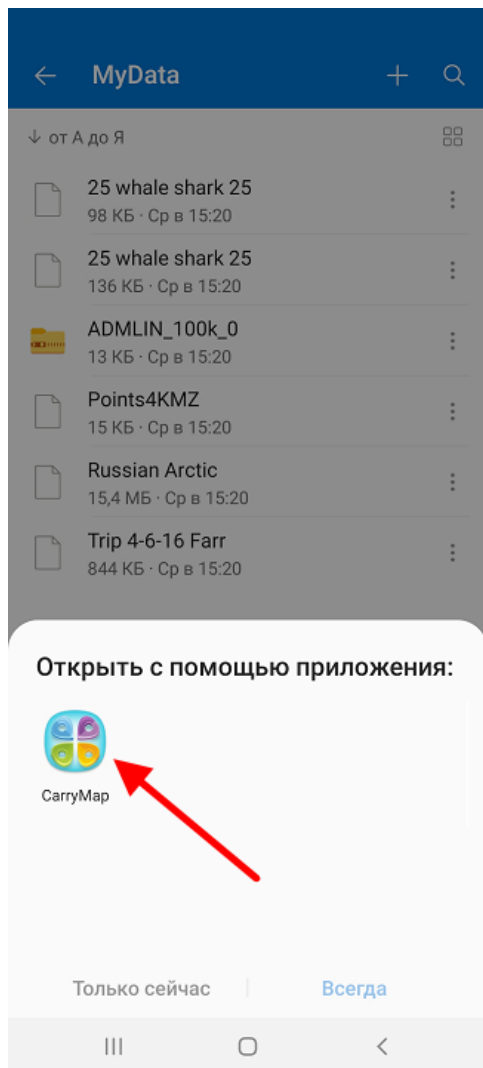 MyData
от А до Я
25 whale shark 25
98 КБ · Ср в 15:20
25 whale shark 25
136 КБ · Ср в 15:20
ADMLIN_100k_0
13 КБ · Ср в 15:20
Points4KMZ
15 КБ · Ср в 15:20
Russian Arctic
15,4 МБ · Ср в 15:20
Trip 4-6-16 Farr
844 КБ · Ср в 15:20
Открыть с помощью приложения:
CarryMap
Только сейчас
Всегда